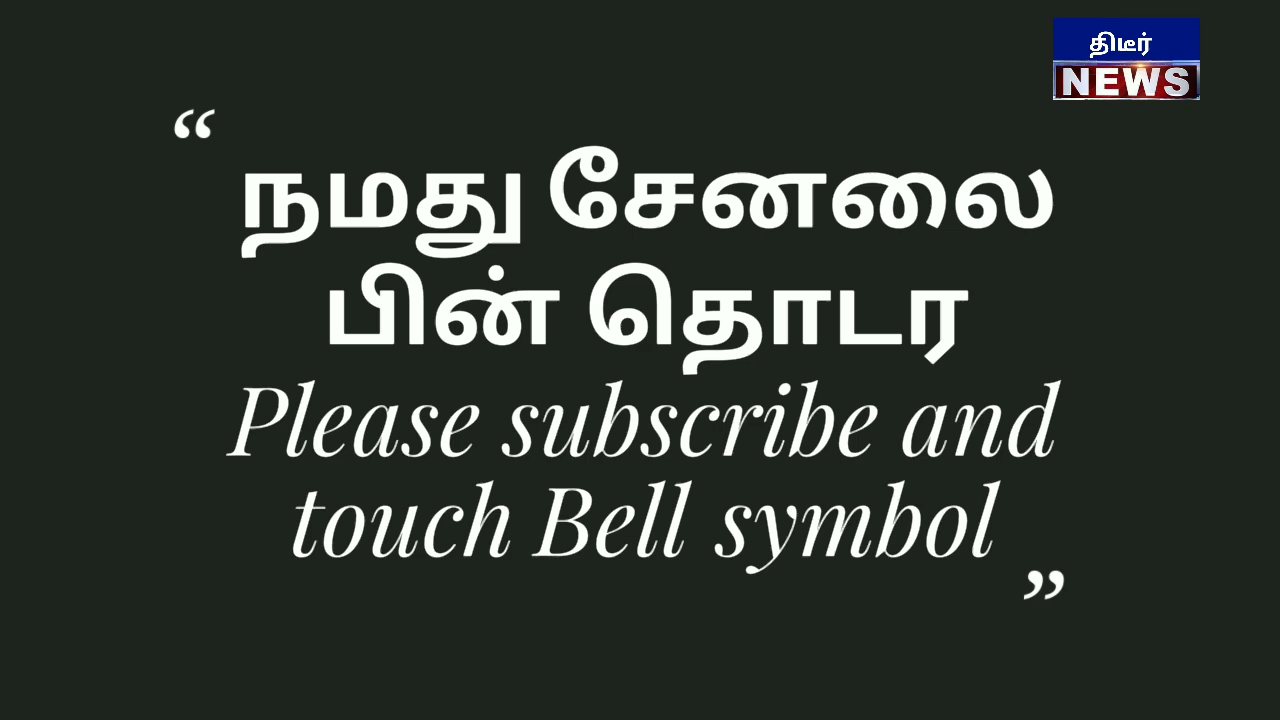 திடீர்
NEWS
“
நமது சேனலை
பின் தொடர
Please subscribe and
touch Bell symbol
”